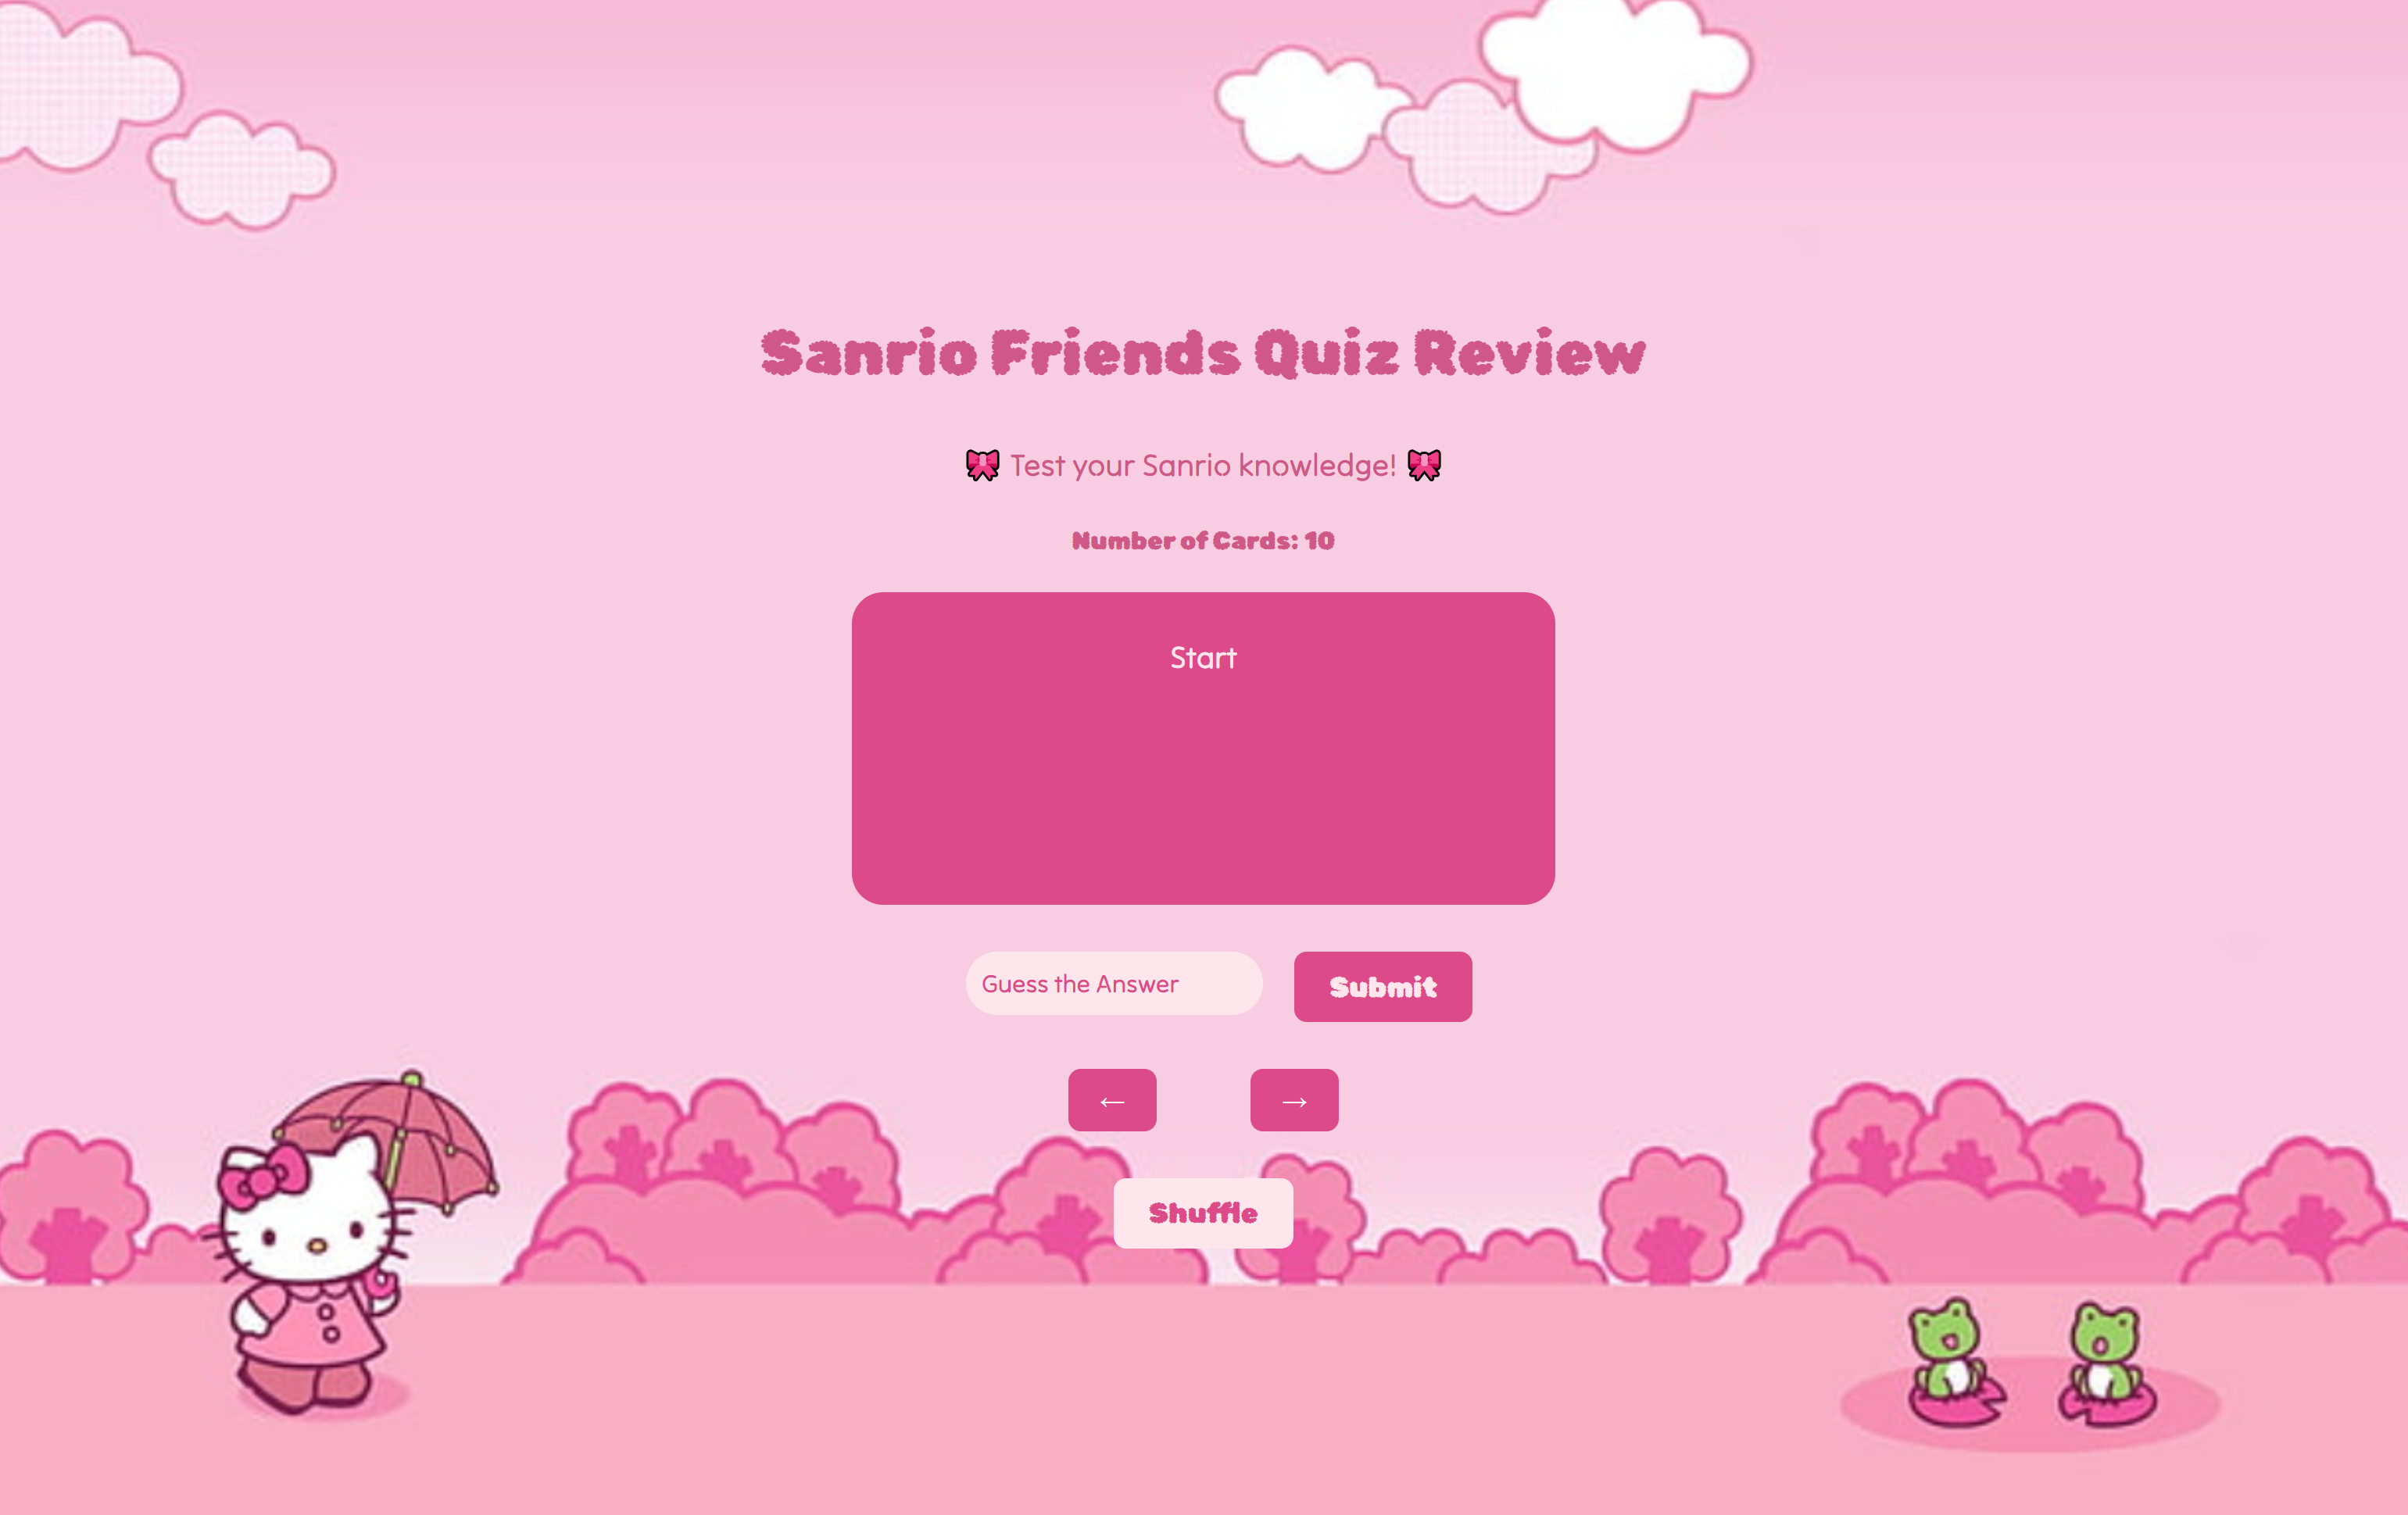 Sanrio Friends Quiz Review
🎀 Test your Sanrio knowledge! 🎀
Number of Cards: 10
Start
Guess the Answer
Submit
← →
Shuffle